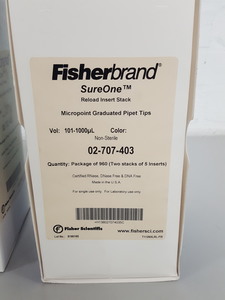 Fisherbrand
SureOne™
Reload Insert Stack
Micropoint Graduated Pipet Tips
Vol: 101-1000µL Color:
Non-Sterile
02-707-403
Quantity: Package of 960 (Two stacks of 5 inserts)
Certified RNase, DNase Free & DNA Free
Made in the U.S.A.
For single use only. For Laboratory use only.
Fisher Scientific
www.fishersci.com